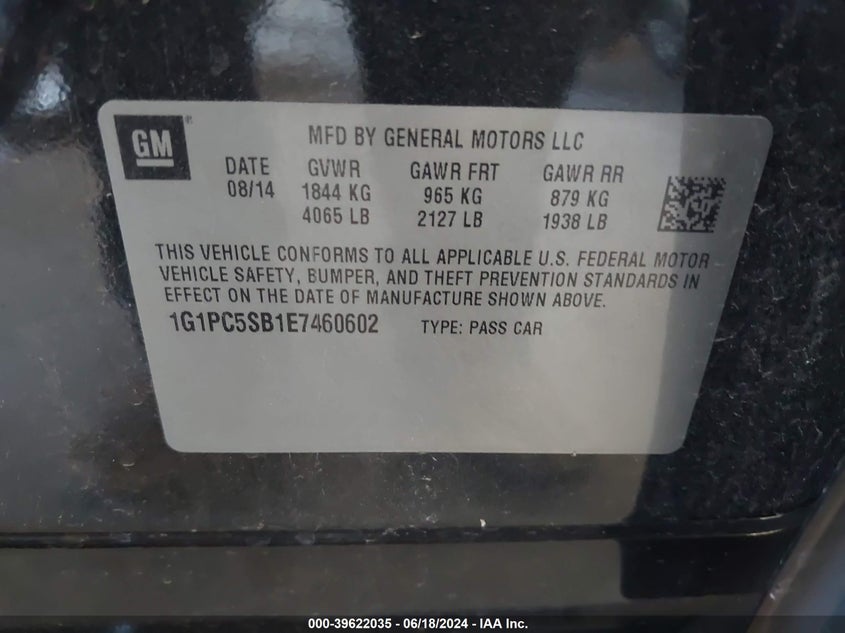 GM ®
MFD BY GENERAL MOTORS LLC
DATE GVWR GAWR FRT GAWR RR
08/14 1844 KG 965 KG 879 KG
4065 LB 2127 LB 1938 LB
THIS VEHICLE CONFORMS TO ALL APPLICABLE U.S. FEDERAL MOTOR
VEHICLE SAFETY, BUMPER, AND THEFT PREVENTION STANDARDS IN
EFFECT ON THE DATE OF MANUFACTURE SHOWN ABOVE.
1G1PC5SB1E7460602 TYPE: PASS CAR
000-39622035 - 06/18/2024 - IAA Inc.